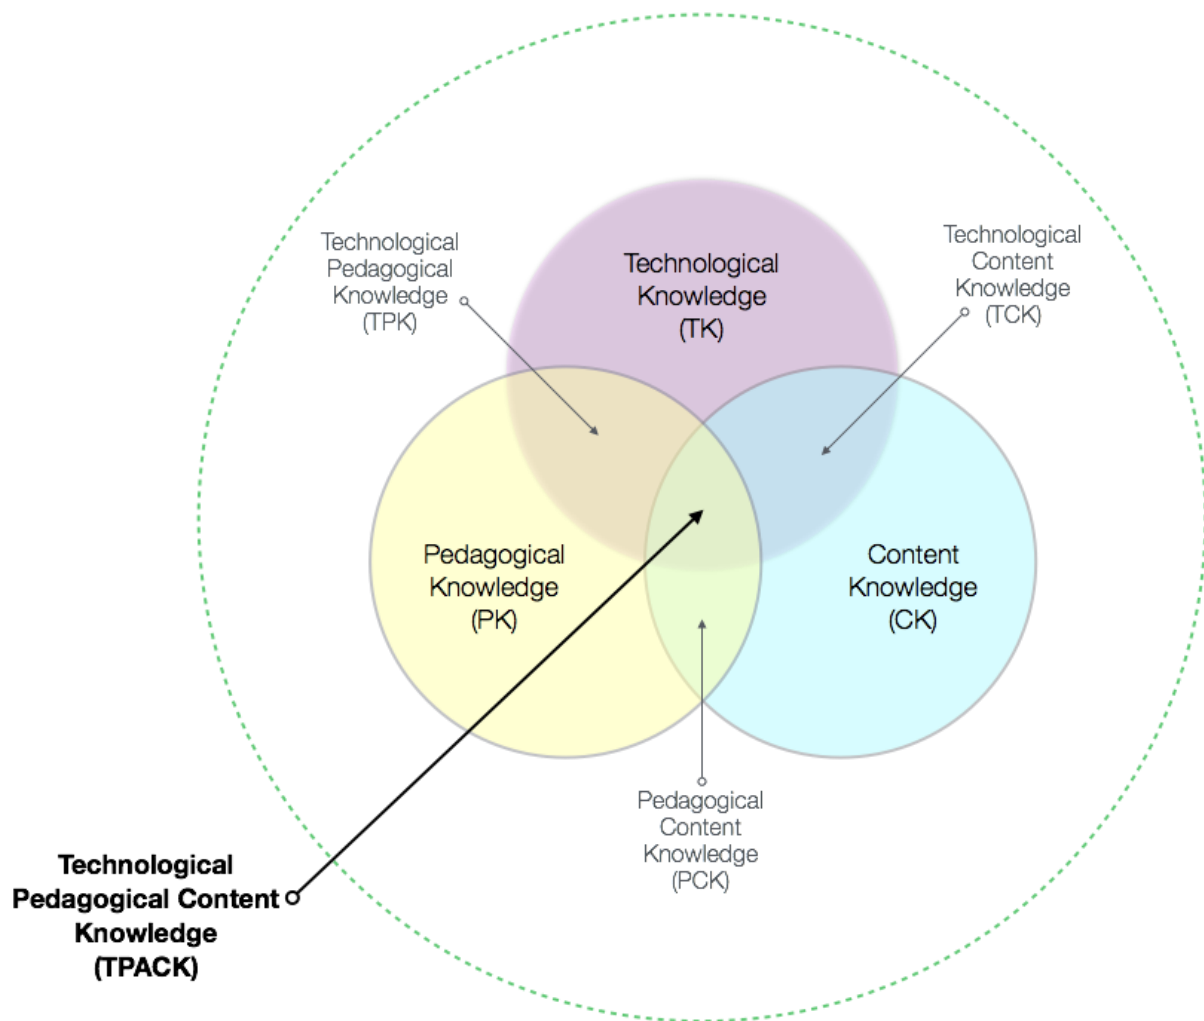 Technological
Pedagogical
Knowledge
(TPK)
Technological
Knowledge
(TK)
Technological
Content
Knowledge
(TCK)
Pedagogical
Knowledge
(PK)
Content
Knowledge
(CK)
Pedagogical
Content
Knowledge
(PCK)
Technological
Pedagogical Content
Knowledge
(TPACK)